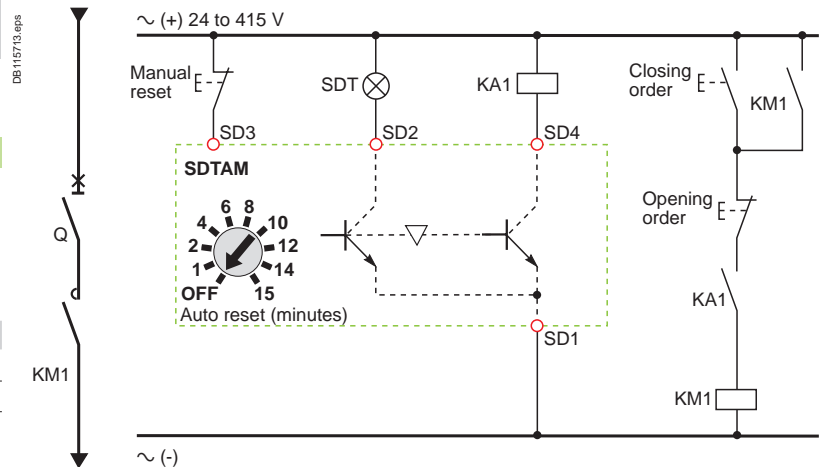 DB115713.eps
∼ (+) 24 to 415 V
Manual
reset
SDT
KA1
Closing
order
KM1
SD3
SD2
SD4
SDTAM
Q
6 8
4 10
2 12
1 14
OFF 15
Auto reset (minutes)
Opening
order
KA1
SD1
KM1
KM1
∼ (-)